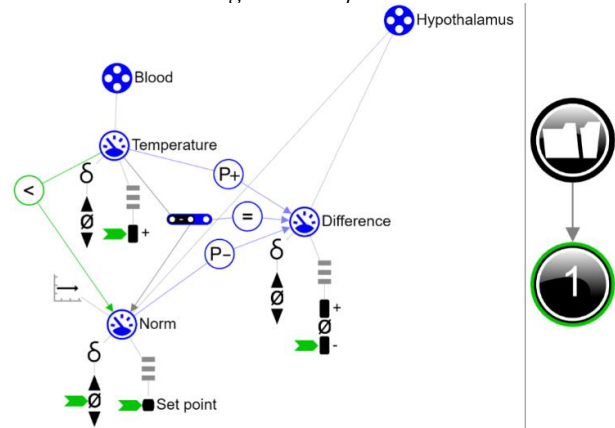 Hypothalamus
Blood
Temperature
<
δ
Ø
+
P+
-
=
Difference
P-
δ
Ø
+
Ø
-
Norm
δ
Ø
Set point
1